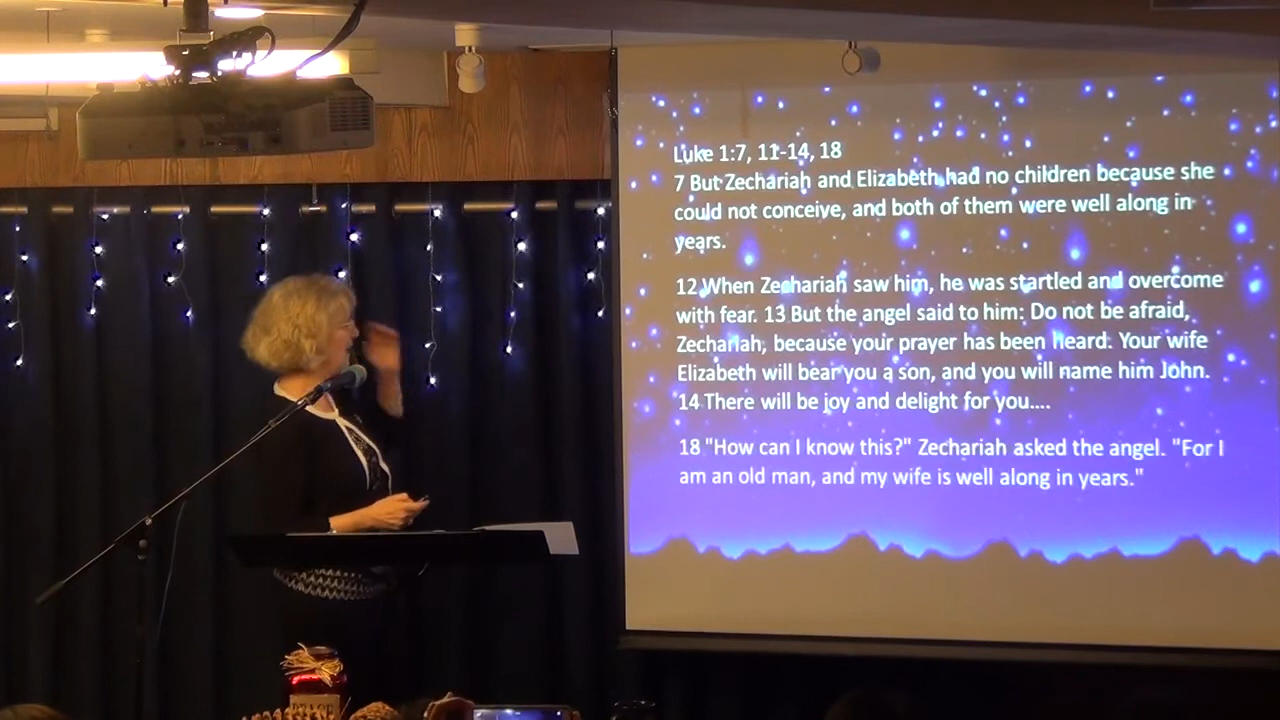 Luke 1:7, 11-14, 18
7 But Zechariah and Elizabeth had no children because she
could not conceive, and both of them were well along in
years.
12 When Zechariah saw him, he was startled and overcome
with fear. 13 But the angel said to him: Do not be afraid,
Zechariah, because your prayer has been heard. Your wife
Elizabeth will bear you a son, and you will name him John.
14 There will be joy and delight for you....
18 "How can I know this?" Zechariah asked the angel. "For I
am an old man, and my wife is well along in years."
PEACE